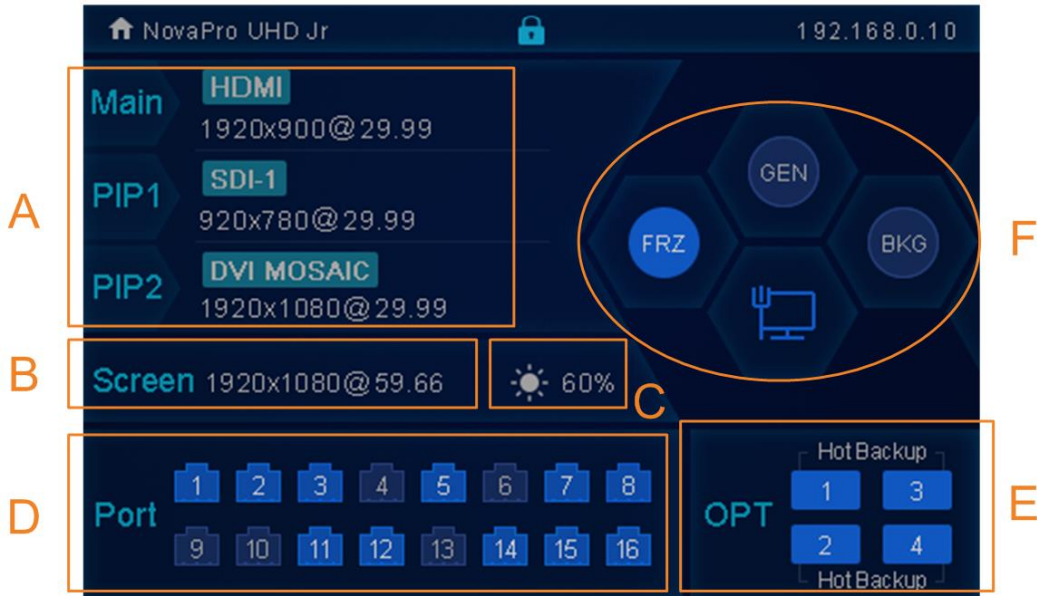 NovaPro UHD Jr 192.168.0.10
Main HDMI
1920x900@29.99
PIP1 SDI-1
920x780@29.99
PIP2 DVI MOSAIC
1920x1080@29.99
GEN
FRZ BKG
A
F
Screen 1920x1080@59.66 60%
B
C
Port 1 2 3 4 5 6 7 8
9 10 11 12 13 14 15 16
D
Hot Backup
OPT 1 3
2 4
Hot Backup
E